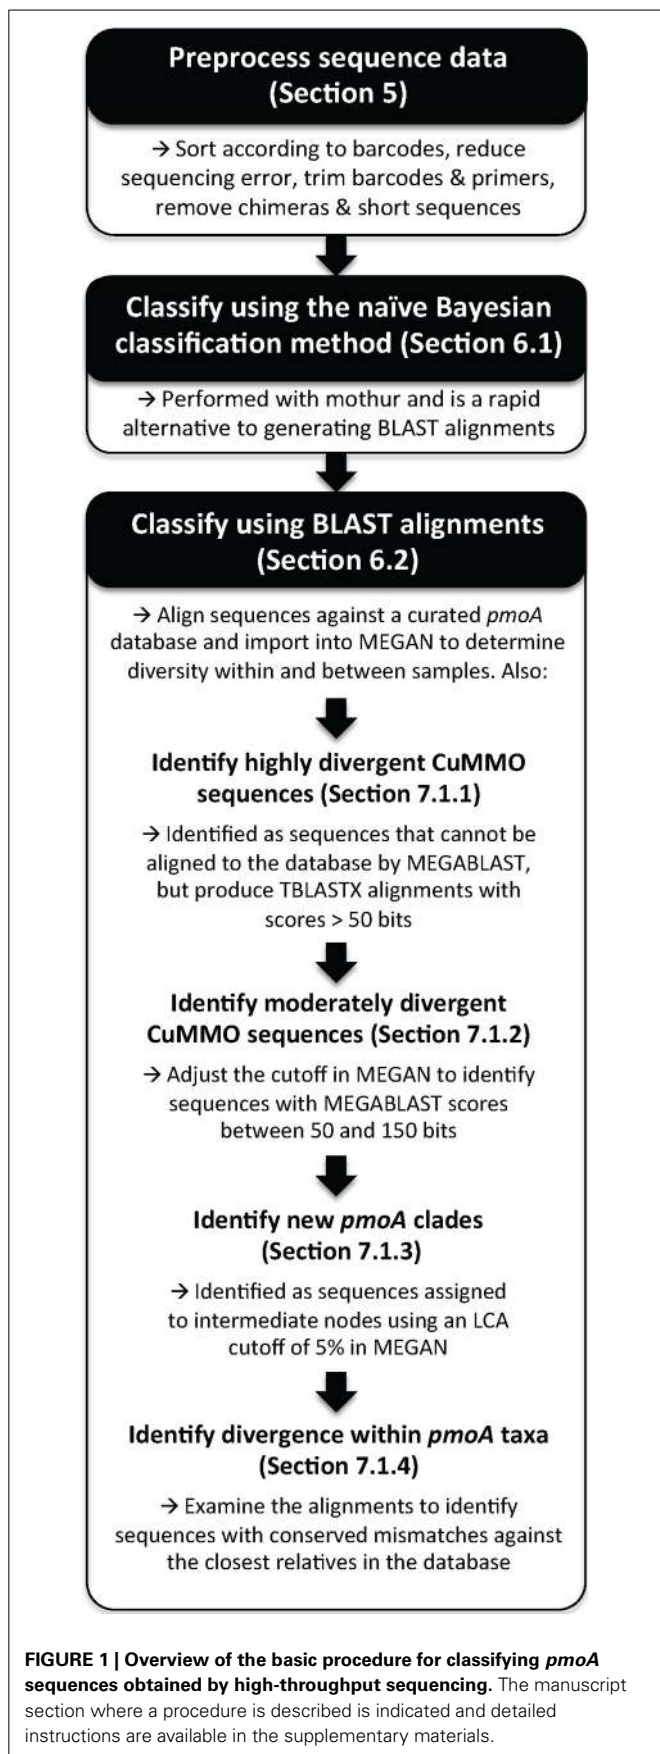 Preprocess sequence data
(Section 5)
→ Sort according to barcodes, reduce
sequencing error, trim barcodes & primers,
remove chimeras & short sequences
Classify using the naïve Bayesian
classification method (Section 6.1)
→ Performed with mothur and is a rapid
alternative to generating BLAST alignments
Classify using BLAST alignments
(Section 6.2)
→ Align sequences against a curated pmoA
database and import into MEGAN to determine
diversity within and between samples. Also:
Identify highly divergent CuMMO
sequences (Section 7.1.1)
→ Identified as sequences that cannot be
aligned to the database by MEGABLAST,
but produce TBLASTX alignments with
scores > 50 bits
Identify moderately divergent
CuMMO sequences (Section 7.1.2)
→ Adjust the cutoff in MEGAN to identify
sequences with MEGABLAST scores
between 50 and 150 bits
Identify new pmoA clades
(Section 7.1.3)
→ Identified as sequences assigned
to intermediate nodes using an LCA
cutoff of 5% in MEGAN
Identify divergence within pmoA taxa
(Section 7.1.4)
→ Examine the alignments to identify
sequences with conserved mismatches against
the closest relatives in the database
FIGURE 1 | Overview of the basic procedure for classifying pmoA
sequences obtained by high-throughput sequencing. The manuscript
section where a procedure is described is indicated and detailed
instructions are available in the supplementary materials.